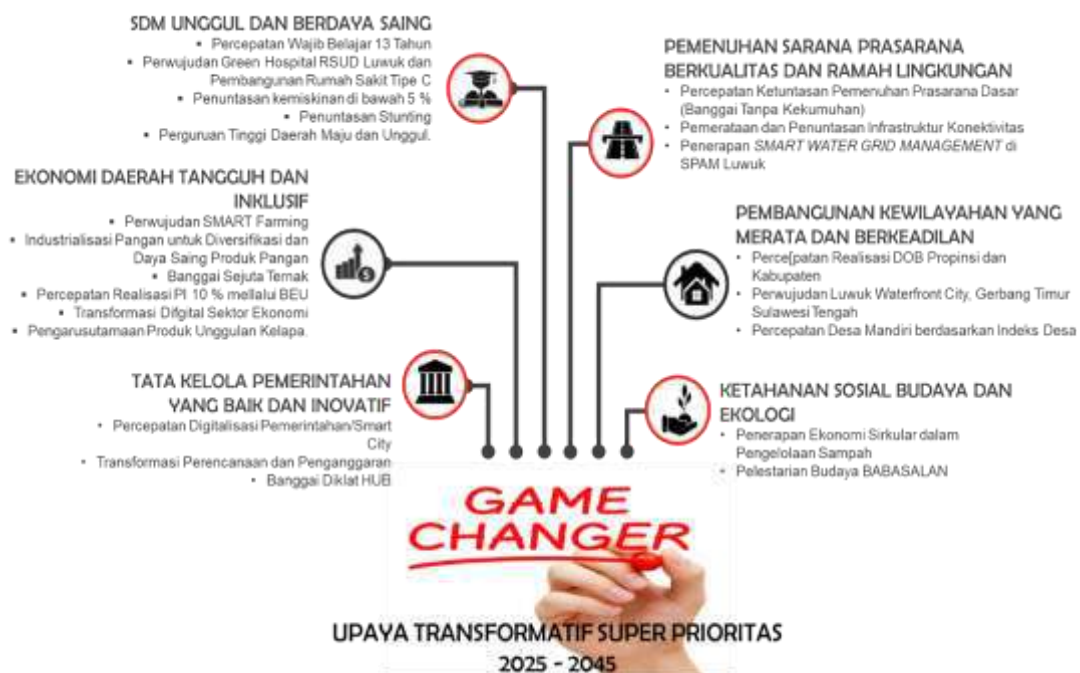 SDM UNGGUL DAN BERDAYA SAING
▪ Percepatan Wajib Belajar 13 Tahun
▪ Perwujudan Green Hospital RSUD Luwuk dan
Pembangunan Rumah Sakit Tipe C
▪ Penuntasan kemiskinan di bawah 5 %
▪ Penuntasan Stunting
▪ Perguruan Tinggi Daerah Maju dan Unggul.
EKONOMI DAERAH TANGGUH DAN
INKLUSIF
▪ Perwujudan SMART Farming
▪ Industrialisasi Pangan untuk Diversifikasi dan
Daya Saing Produk Pangan
▪ Banggai Sejuta Ternak
▪ Percepatan Realisasi PI 10 % mellalui BEU
▪ Transformasi Difgital Sektor Ekonomi
▪ Pengarusutamaan Produk Unggulan Kelapa.
TATA KELOLA PEMERINTAHAN
YANG BAIK DAN INOVATIF
• Percepatan Digitalisasi Pemerintahan/Smart
City
• Transformasi Perencanaan dan Penganggaran
• Banggai Diklat HUB
PEMENUHAN SARANA PRASARANA
BERKUALITAS DAN RAMAH LINGKUNGAN
• Percepatan Ketuntasan Pemenuhan Prasarana Dasar
(Banggai Tanpa Kekumuhan)
• Pemerataan dan Penuntasan Infrastruktur Konektivitas
• Penerapan SMART WATER GRID MANAGEMENT di
SPAM Luwuk
PEMBANGUNAN KEWILAYAHAN YANG
MERATA DAN BERKEADILAN
• Perce[patan Realisasi DOB Propinsi dan
Kabupaten
• Perwujudan Luwuk Waterfront City, Gerbang Timur
Sulawesi Tengah
• Percepatan Desa Mandiri berdasarkan Indeks Desa
KETAHANAN SOSIAL BUDAYA DAN
EKOLOGI
• Penerapan Ekonomi Sirkular dalam
Pengelolaan Sampah
• Pelestarian Budaya BABASALAN
GAME
CHANGER
UPAYA TRANSFORMATIF SUPER PRIORITAS
2025 - 2045